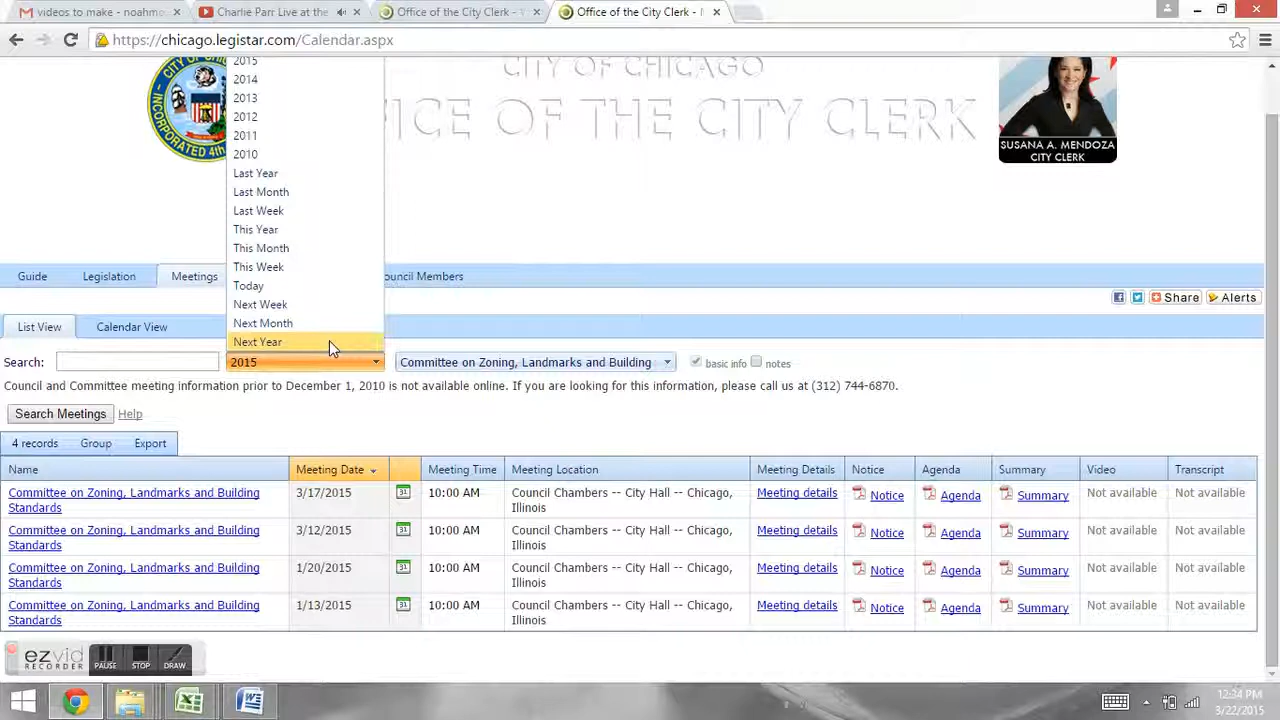 videos to make - noahmo
Charlie Parr Live at the
Office of the City Clerk -
Office of the City Clerk -
https://chicago.legistar.com/Calendar.aspx
CITY OF CHICAGO
OFFICE OF THE CITY CLERK
INCORPORATED 4th
SUSANA A. MENDOZA
CITY CLERK
2015
2014
2013
2012
2011
2010
Last Year
Last Month
Last Week
This Year
This Month
This Week
Today
Next Week
Next Month
Next Year
Guide Legislation Meetings ouncil Members
Share Alerts
List View Calendar View
Search: 2015 Committee on Zoning, Landmarks and Building basic info notes
Council and Committee meeting information prior to December 1, 2010 is not available online. If you are looking for this information, please call us at (312) 744-6870.
Search Meetings Help
4 records Group Export
Name Meeting Date Meeting Time Meeting Location Meeting Details Notice Agenda Summary Video Transcript
Committee on Zoning, Landmarks and Building 3/17/2015 31 10:00 AM Council Chambers -- City Hall -- Chicago, Meeting details Notice Agenda Summary Not available Not available
Standards Illinois
Committee on Zoning, Landmarks and Building 3/12/2015 31 10:00 AM Council Chambers -- City Hall -- Chicago, Meeting details Notice Agenda Summary Not available Not available
Standards Illinois
Committee on Zoning, Landmarks and Building 1/20/2015 31 10:00 AM Council Chambers -- City Hall -- Chicago, Meeting details Notice Agenda Summary Not available Not available
Standards Illinois
Committee on Zoning, Landmarks and Building 1/13/2015 31 10:00 AM Council Chambers -- City Hall -- Chicago, Meeting details Notice Agenda Summary Not available Not available
Standards Illinois
ezvid
RECORDER PAUSE STOP DRAW
12:34 PM
3/22/2015